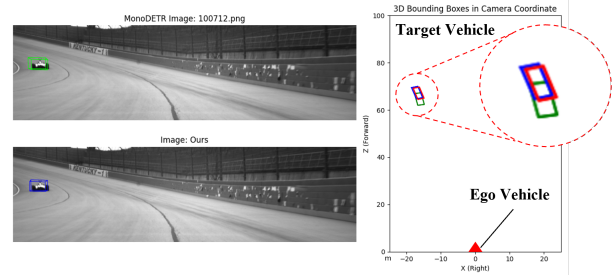 MonoDETR Image: 100712.png
Image: Ours
3D Bounding Boxes in Camera Coordinate
Target Vehicle
Ego Vehicle
Z (Forward)
100
80
60
40
20
0
m
−20
−10
0
10
20
X (Right)